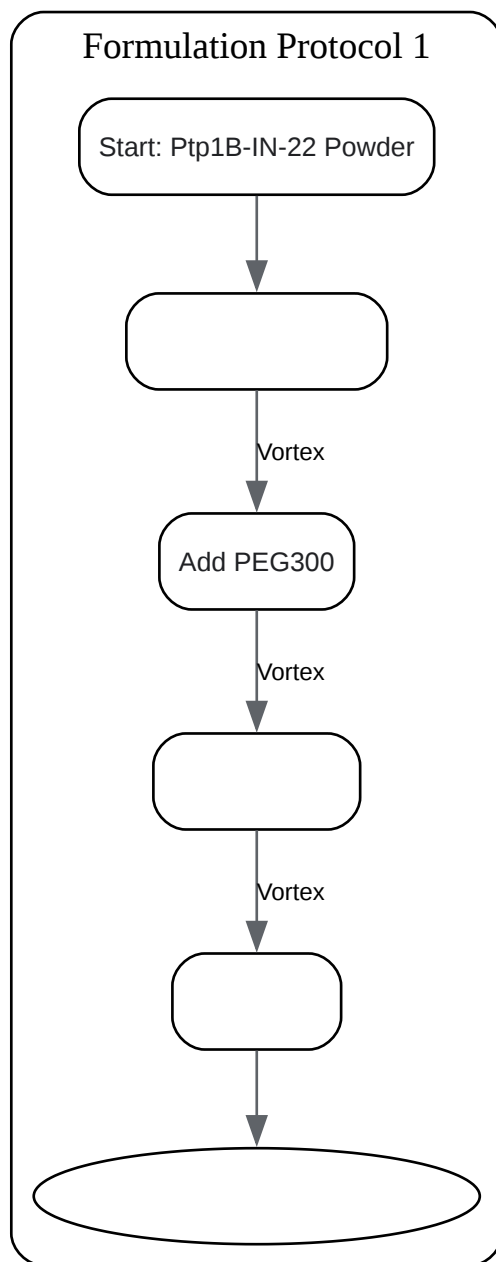 Formulation Protocol 1
Start: Ptp1B-IN-22 Powder
Vortex
Add PEG300
Vortex
Vortex